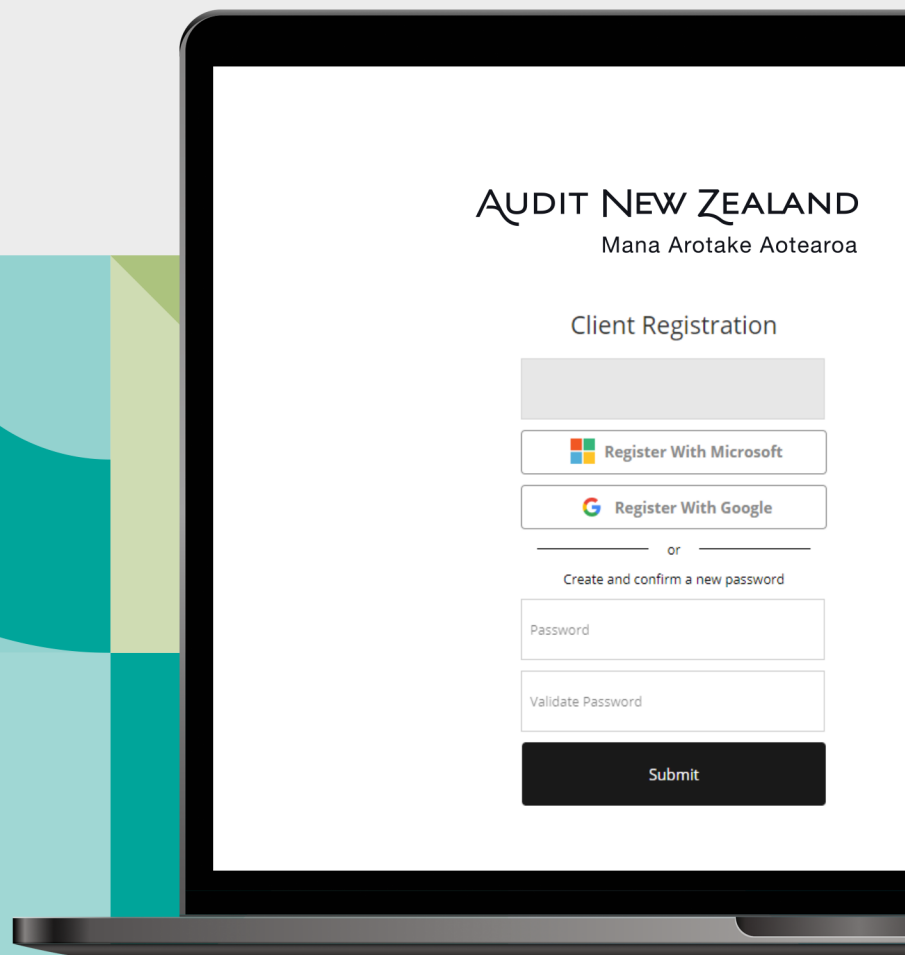 AUDIT NEW ZEALAND
Mana Arotake Aotearoa
Client Registration
Register With Microsoft
Register With Google
or
Create and confirm a new password
Password
Validate Password
Submit